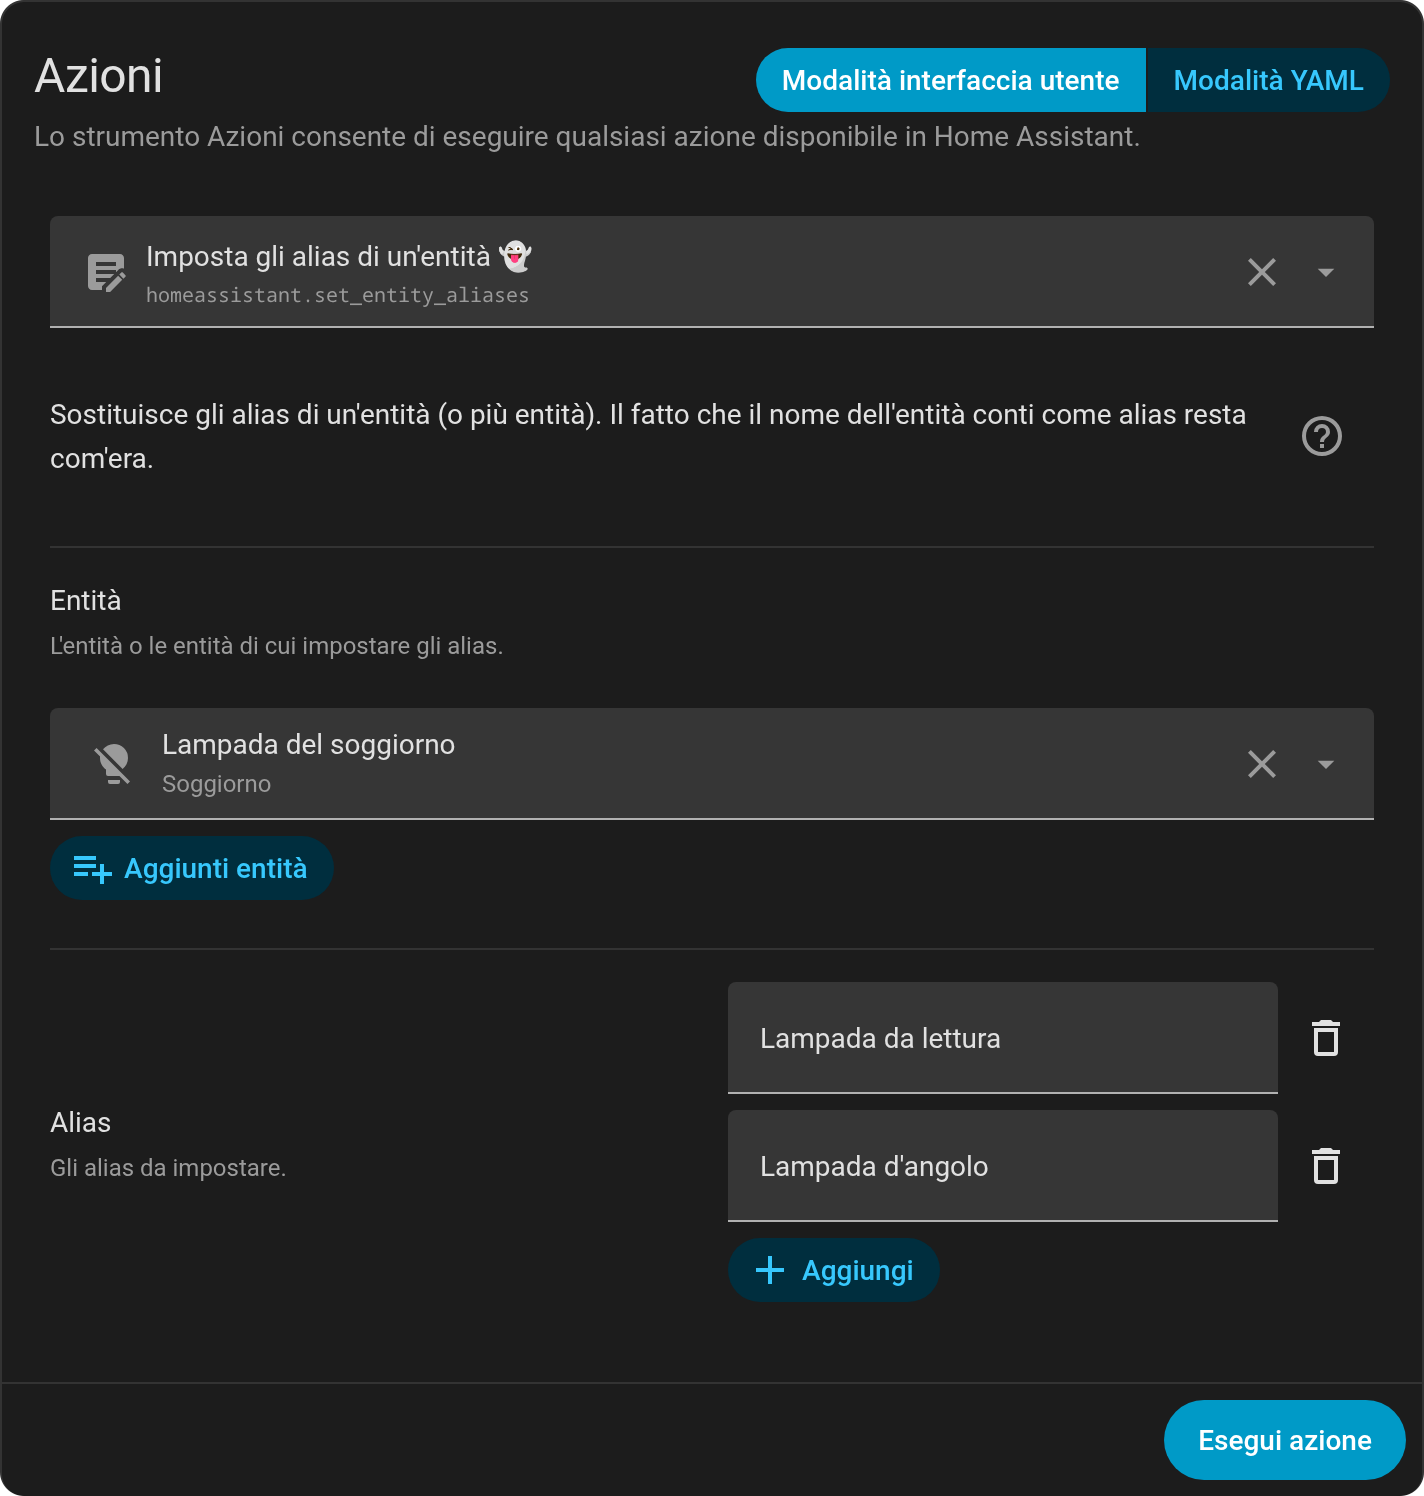 Azioni
Modalità interfaccia utente
Modalità YAML
Lo strumento Azioni consente di eseguire qualsiasi azione disponibile in Home Assistant.
Imposta gli alias di un'entità 👻
homeassistant.set_entity_aliases
Sostituisce gli alias di un'entità (o più entità). Il fatto che il nome dell'entità conti come alias resta
com'era.
Entità
L'entità o le entità di cui impostare gli alias.
Lampada del soggiorno
Soggiorno
Aggiunti entità
Alias
Gli alias da impostare.
Lampada da lettura
Lampada d'angolo
Aggiungi
Esegui azione